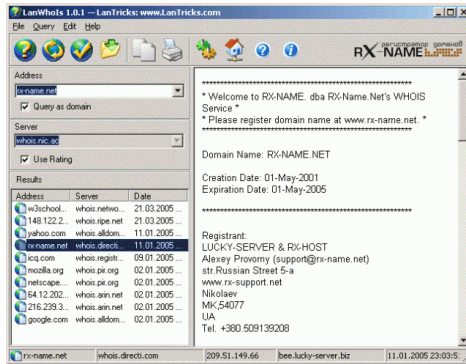 LanWhoIs 1.0.1 — LanTricks: www.LanTricks.com
File Query Edit Help
регистратор доменов
RX-NAME
Address
rx-name.net
Query as domain
Server
whois.nic.ac
Use Rating
Results
Address Server Date
w3school... whois.netwo... 21.03.2005 ...
148.122.2... whois.ripe.net 21.03.2005 ...
yahoo.com whois.alldom... 11.01.2005 ...
rx-name.net whois.directi... 11.01.2005 ...
icq.com whois.registr... 09.01.2005 ...
mozilla.org whois.pir.org 02.01.2005 ...
netscape.... whois.pir.org 02.01.2005 ...
64.12.202... whois.arin.net 02.01.2005 ...
216.239.3... whois.arin.net 02.01.2005 ...
google.com whois.alldom... 02.01.2005 ...
* Welcome to RX-NAME. dba RX-Name.Net's WHOIS
Service *
* Please register domain name at www.rx-name.net. *
Domain Name: RX-NAME.NET
Creation Date: 01-May-2001
Expiration Date: 01-May-2005
Registrant:
LUCKY-SERVER & RX-HOST
Alexey Provorny (support@rx-name.net)
str.Russian Street 5-a
www.rx-support.net
Nikolaev
MK,54077
UA
Tel. +380.509139208
rx-name.net whois.directi.com 209.51.149.66 bee.lucky-server.biz 11.01.2005 23:03:5